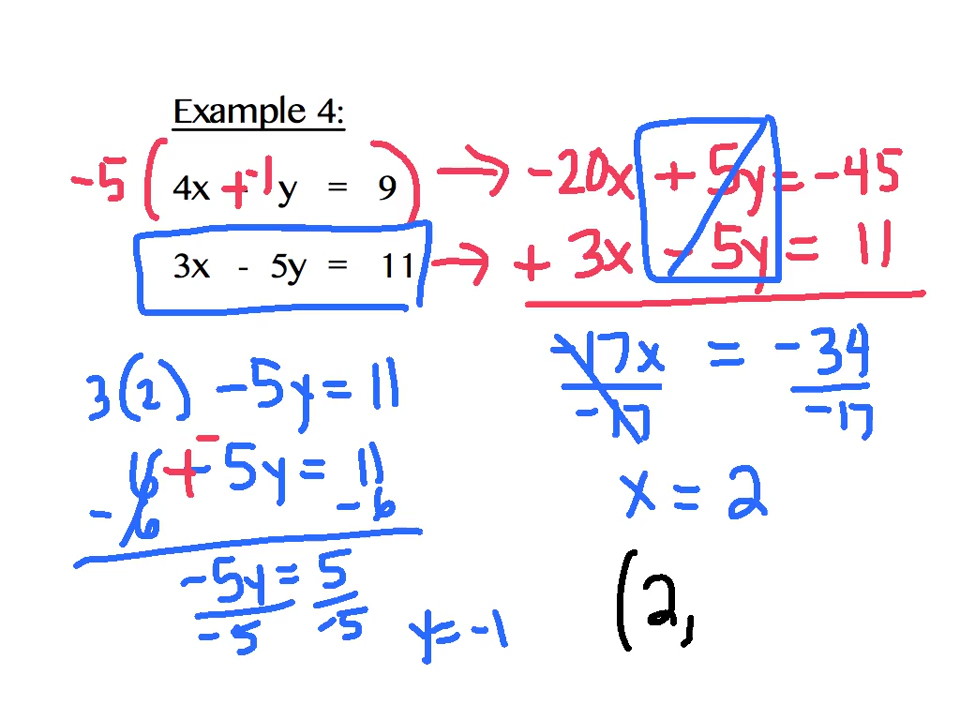 Example 4:
-5 ( 4x + -1y = 9 ) → -20x + 5y = -45
3x - 5y = 11 → + 3x - 5y = 11
-17x = -34
-17 -17
x = 2
3(2) - 5y = 11
6 + - 5y = 11
- 6 - 6
-5y = 5
-5 -5
y = -1
(2,